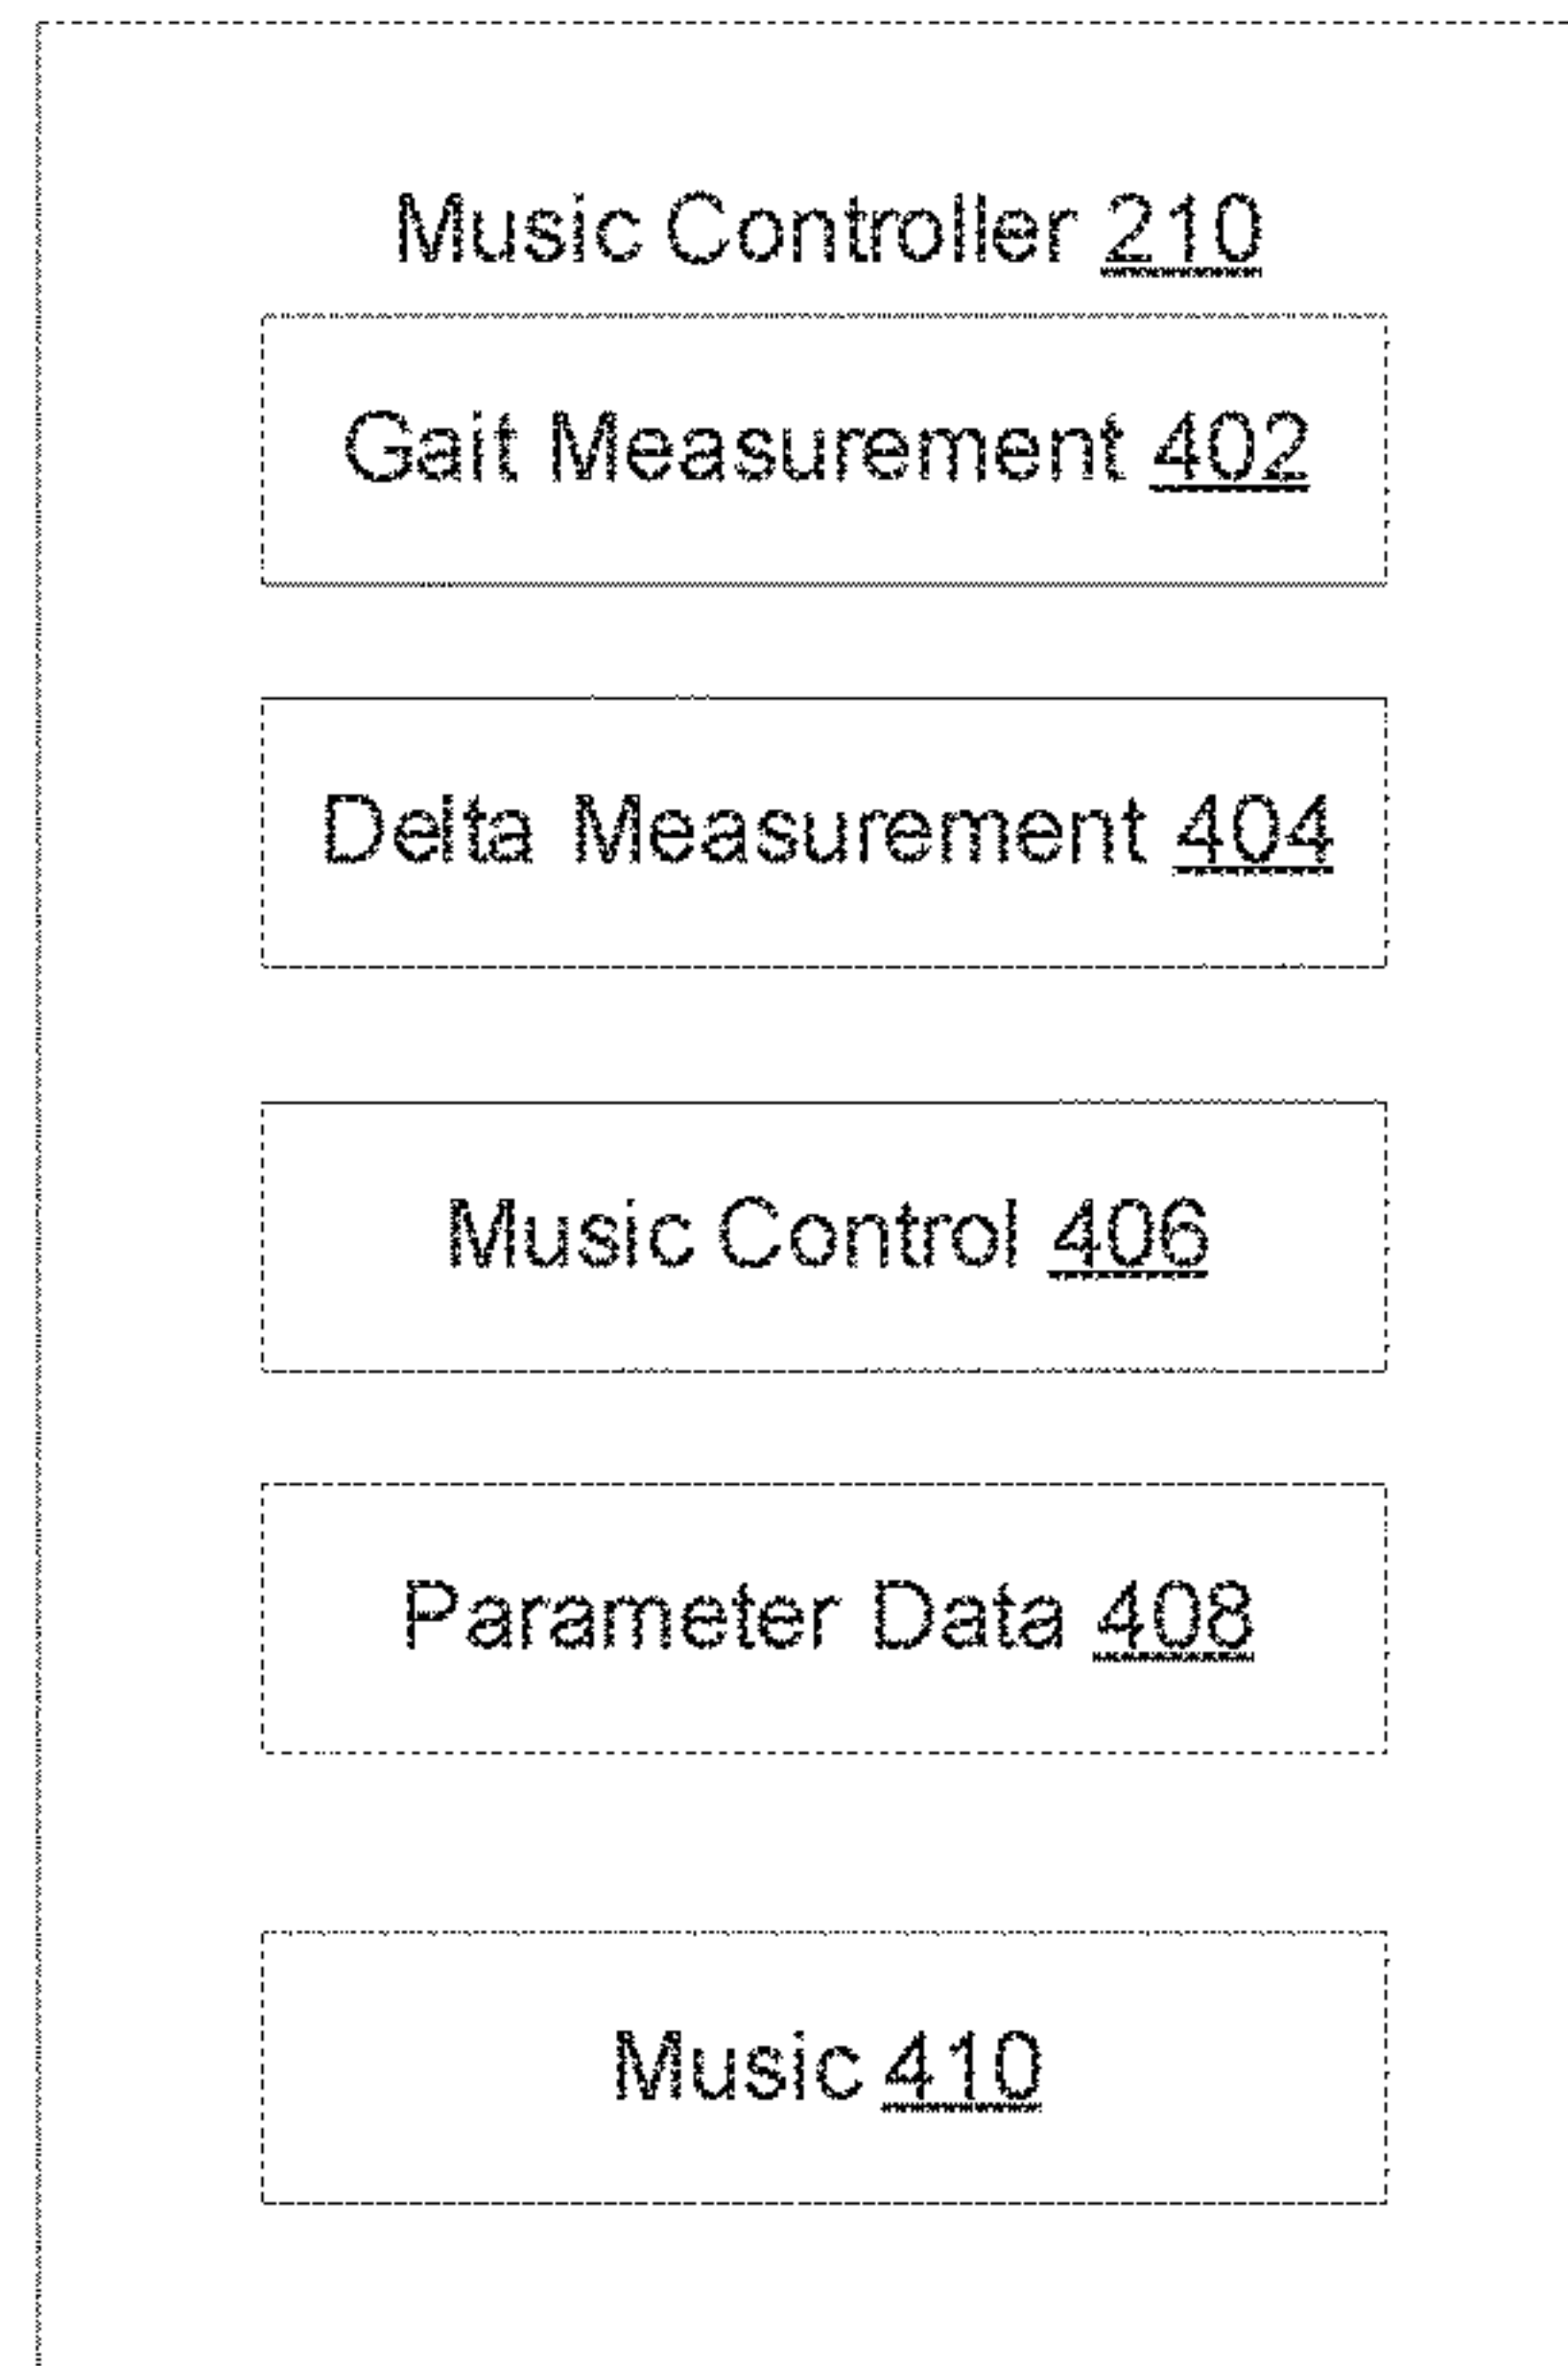 Music Controller 210
Gait Measurement 402
Delta Measurement 404
Music Control 406
Parameter Data 408
Music 410